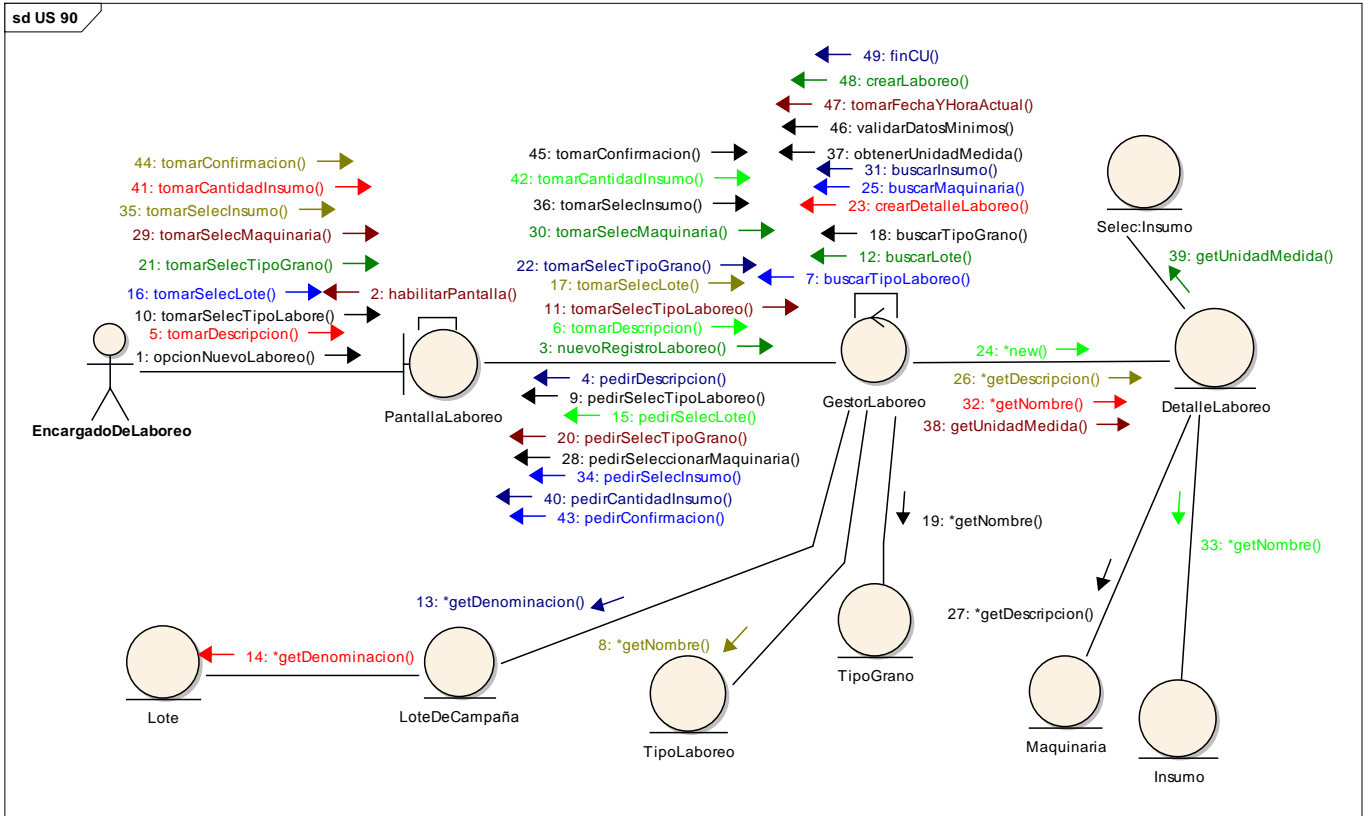 sd US 90
49: finCU()
48: crearLaboreo()
47: tomarFechaYHoraActual()
46: validarDatosMinimos()
37: obtenerUnidadMedida()
31: buscarInsumo()
25: buscarMaquinaria()
23: crearDetalleLaboreo()
18: buscarTipoGrano()
12: buscarLote()
7: buscarTipoLaboreo()
44: tomarConfirmacion()
41: tomarCantidadInsumo()
35: tomarSelecInsumo()
29: tomarSelecMaquinaria()
21: tomarSelecTipoGrano()
16: tomarSelecLote()
2: habilitarPantalla()
10: tomarSelecTipoLabore()
5: tomarDescripcion()
1: opcionNuevoLaboreo()
45: tomarConfirmacion()
42: tomarCantidadInsumo()
36: tomarSelecInsumo()
30: tomarSelecMaquinaria()
22: tomarSelecTipoGrano()
17: tomarSelecLote()
11: tomarSelecTipoLaboreo()
6: tomarDescripcion()
3: nuevoRegistroLaboreo()
Selec:Insumo
39: getUnidadMedida()
EncargadoDeLaboreo
PantallaLaboreo
GestorLaboreo
DetalleLaboreo
24: *new()
26: *getDescripcion()
32: *getNombre()
38: getUnidadMedida()
4: pedirDescripcion()
9: pedirSelecTipoLaboreo()
15: pedirSelecLote()
20: pedirSelecTipoGrano()
28: pedirSeleccionarMaquinaria()
34: pedirSelecInsumo()
40: pedirCantidadInsumo()
43: pedirConfirmacion()
19: *getNombre()
33: *getNombre()
13: *getDenominacion()
27: *getDescripcion()
8: *getNombre()
14: *getDenominacion()
TipoGrano
Lote
LoteDeCampaña
TipoLaboreo
Maquinaria
Insumo